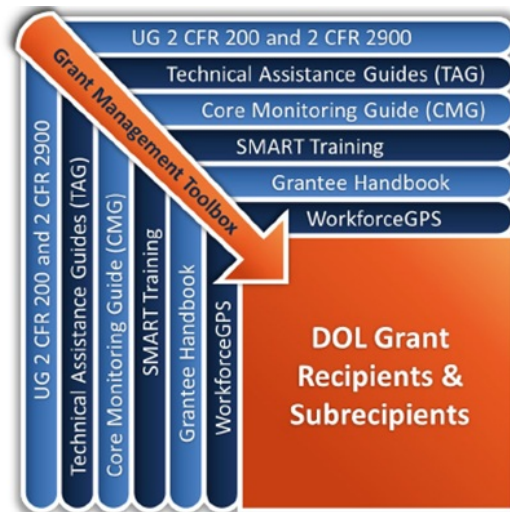 UG 2 CFR 200 and 2 CFR 2900
Technical Assistance Guides (TAG)
Core Monitoring Guide (CMG)
SMART Training
Grantee Handbook
WorkforceGPS
Grant Management Toolbox
UG 2 CFR 200 and 2 CFR 2900
Technical Assistance Guides (TAG)
Core Monitoring Guide (CMG)
SMART Training
Grantee Handbook
WorkforceGPS
DOL Grant
Recipients &
Subrecipients